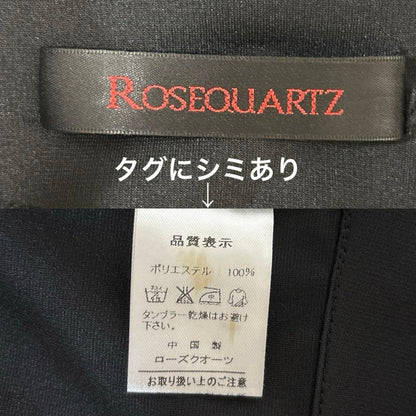 ROSEQUARTZ
タグにシミあり
↓
品質表示
ポリエステル 100%
タンブラー乾燥はお避け
下さい。
中国製
ローズクオーツ
お取り扱い上のご注意